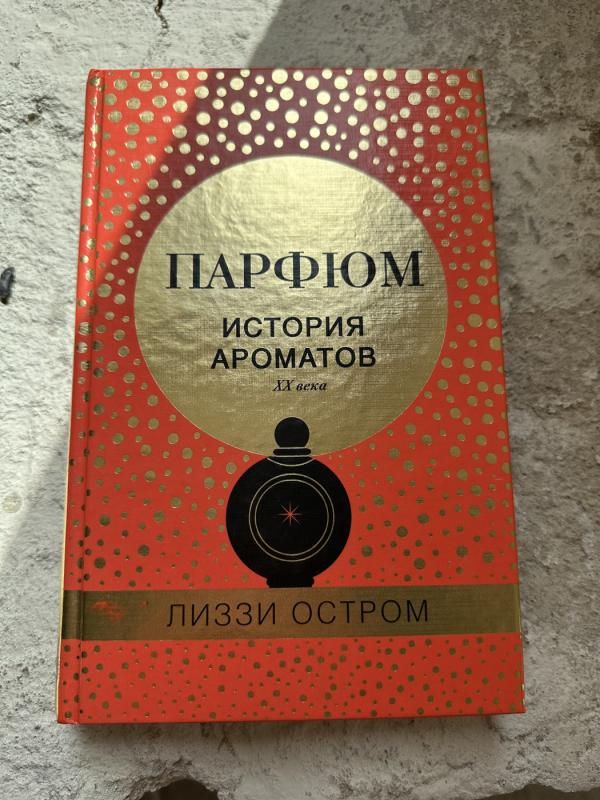 ПАРФЮМ
ИСТОРИЯ
АРОМАТОВ
XX века
ЛИЗЗИ ОСТРОМ